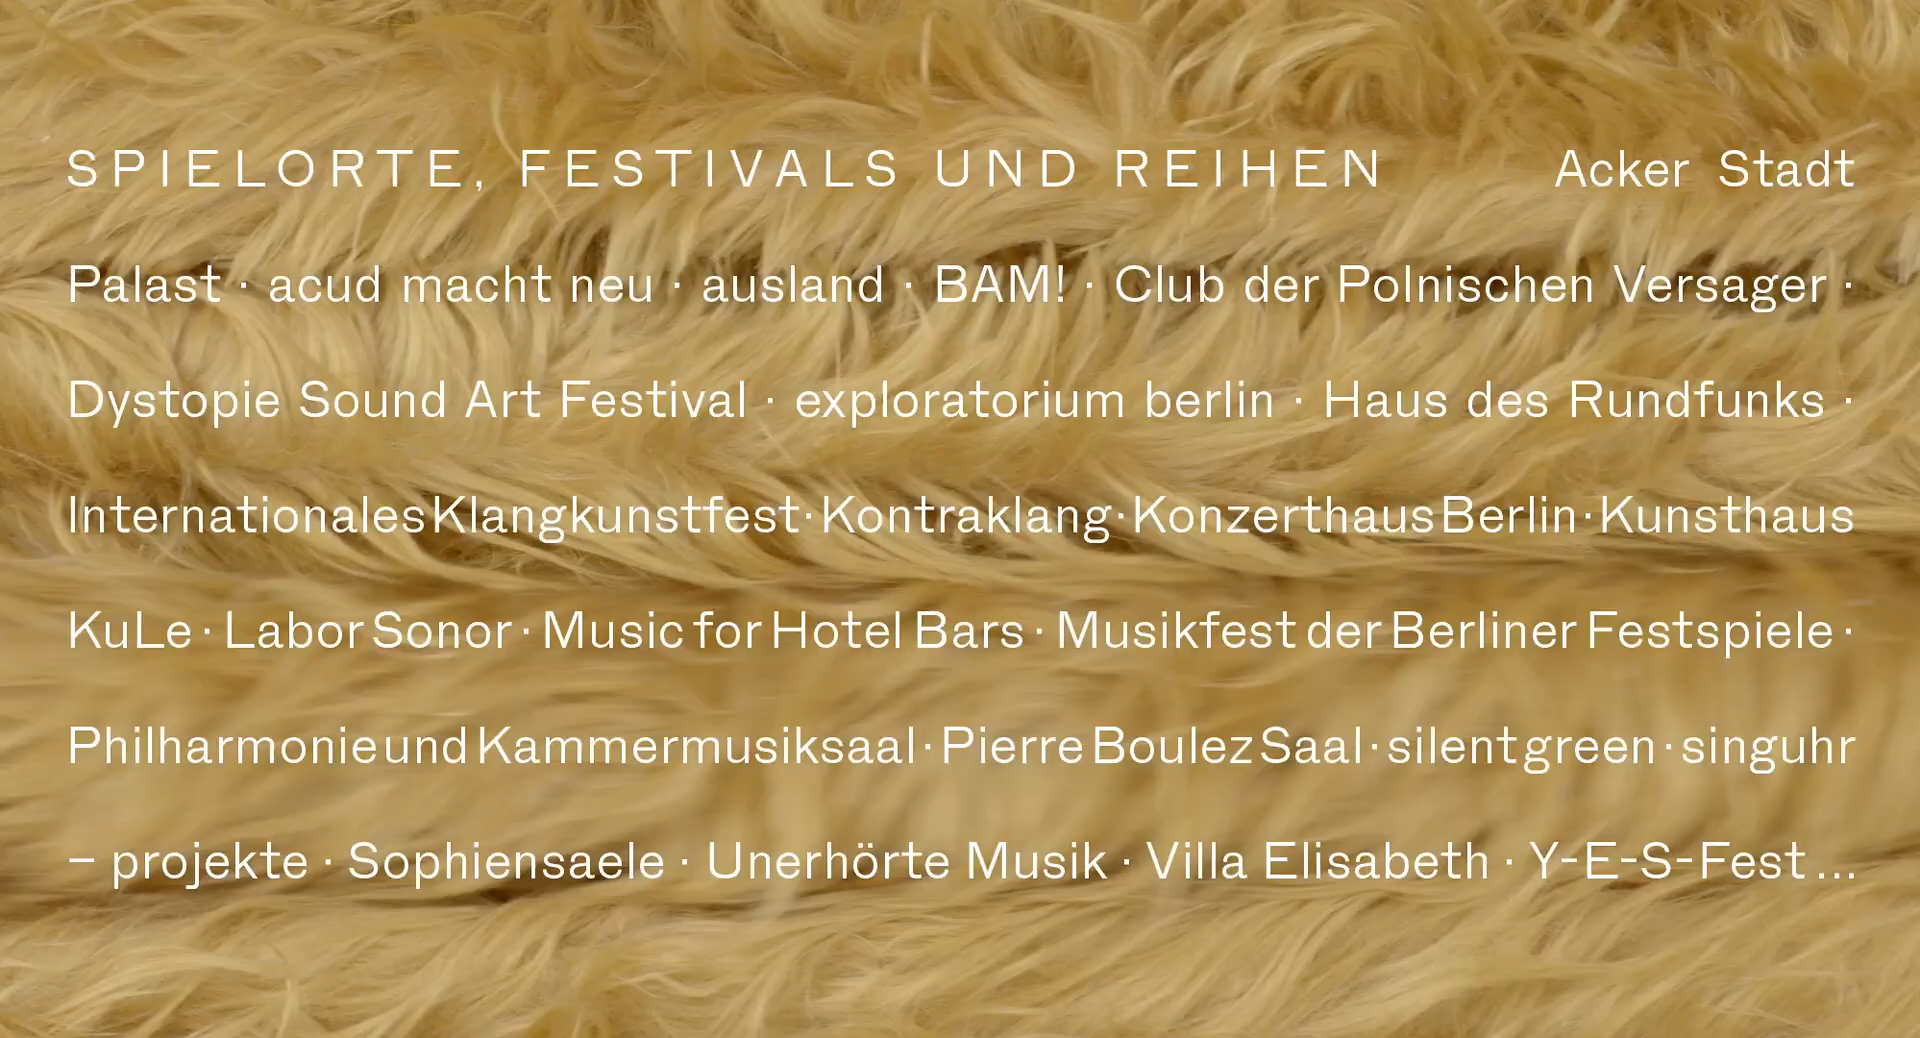 SPIELORTE, FESTIVALS UND REIHEN Acker Stadt
Palast · acud macht neu · ausland · BAM! · Club der Polnischen Versager ·
Dystopie Sound Art Festival · exploratorium berlin · Haus des Rundfunks ·
Internationales Klangkunstfest · Kontraklang · Konzerthaus Berlin · Kunsthaus
KuLe · Labor Sonor · Music for Hotel Bars · Musikfest der Berliner Festspiele ·
Philharmonie und Kammermusiksaal · Pierre Boulez Saal · silent green · singuhr
– projekte · Sophiensaele · Unerhörte Musik · Villa Elisabeth · Y-E-S-Fest ...